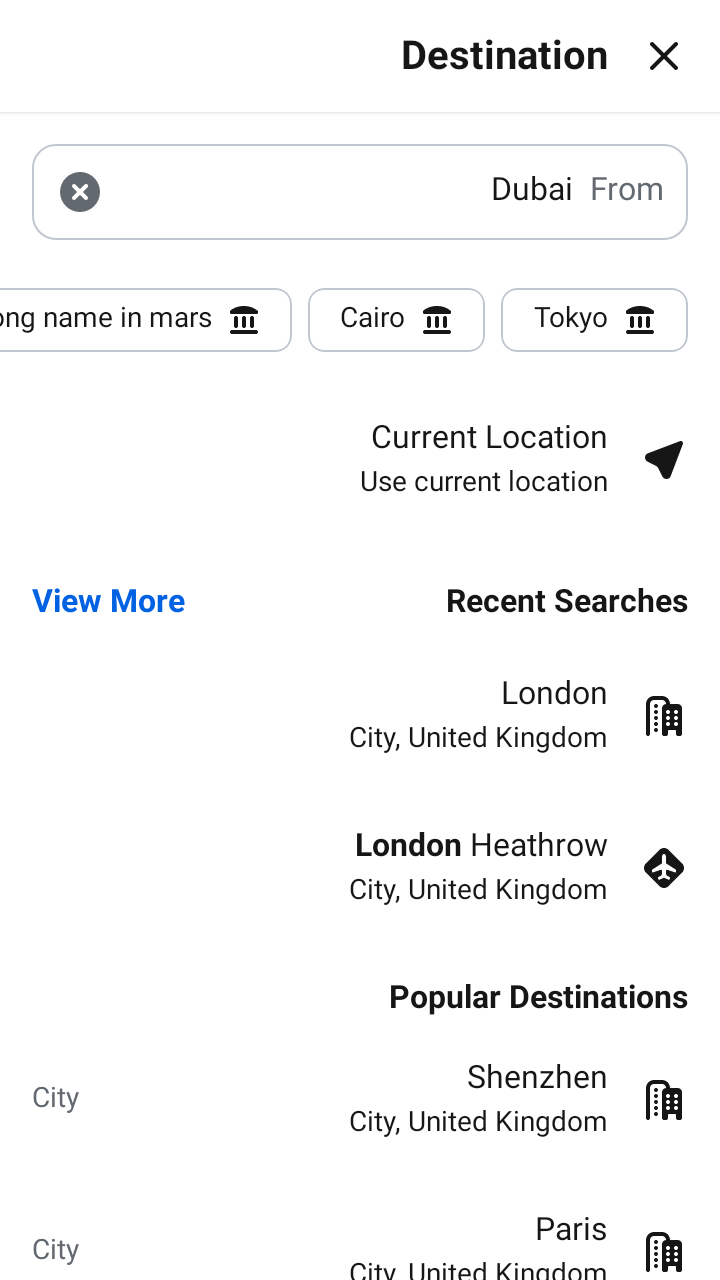 Destination
From Dubai
Tokyo
Cairo
ong name in mars
Current Location
Use current location
Recent Searches
View More
London
City, United Kingdom
London Heathrow
City, United Kingdom
Popular Destinations
Shenzhen
City, United Kingdom
City
Paris
City, United Kingdom
City